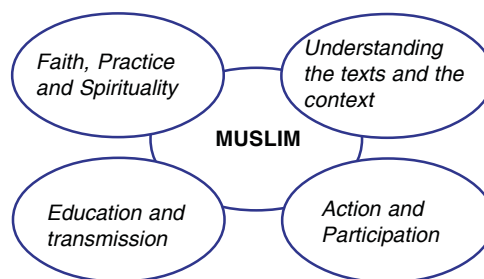 Faith, Practice
and Spirituality
Understanding
the texts and the
context
MUSLIM
Education and
transmission
Action and
Participation